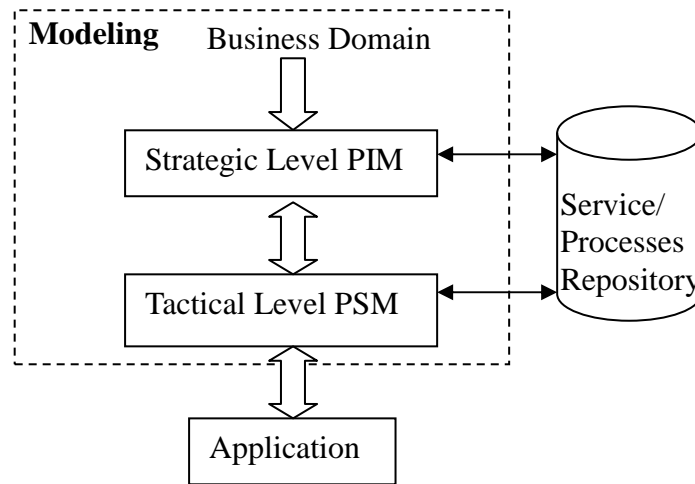 Modeling
Business Domain
Strategic Level PIM
Tactical Level PSM
Service/
Processes
Repository
Application